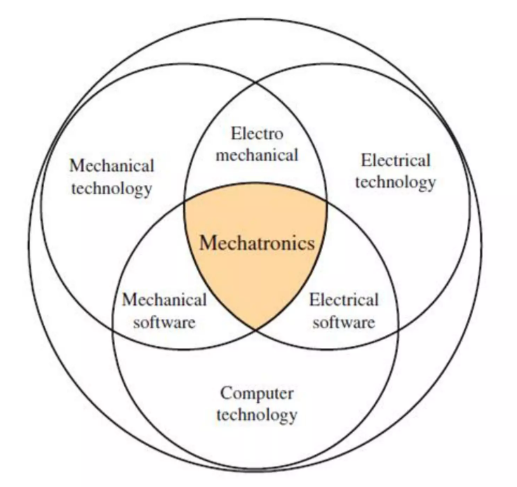 Electro
mechanical
Mechanical
technology
Electrical
technology
Mechatronics
Mechanical
software
Electrical
software
Computer
technology